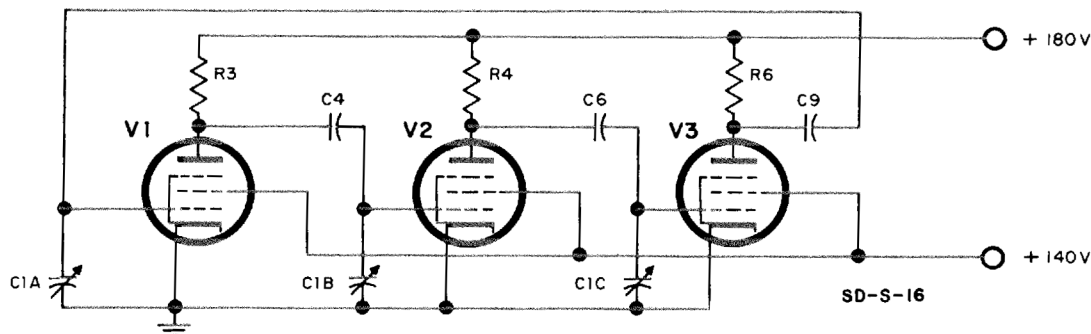 + 180V
R3
R4
R6
C4
C6
C9
V1
V2
V3
C1A
C1B
C1C
+ 140V
SD-S-16